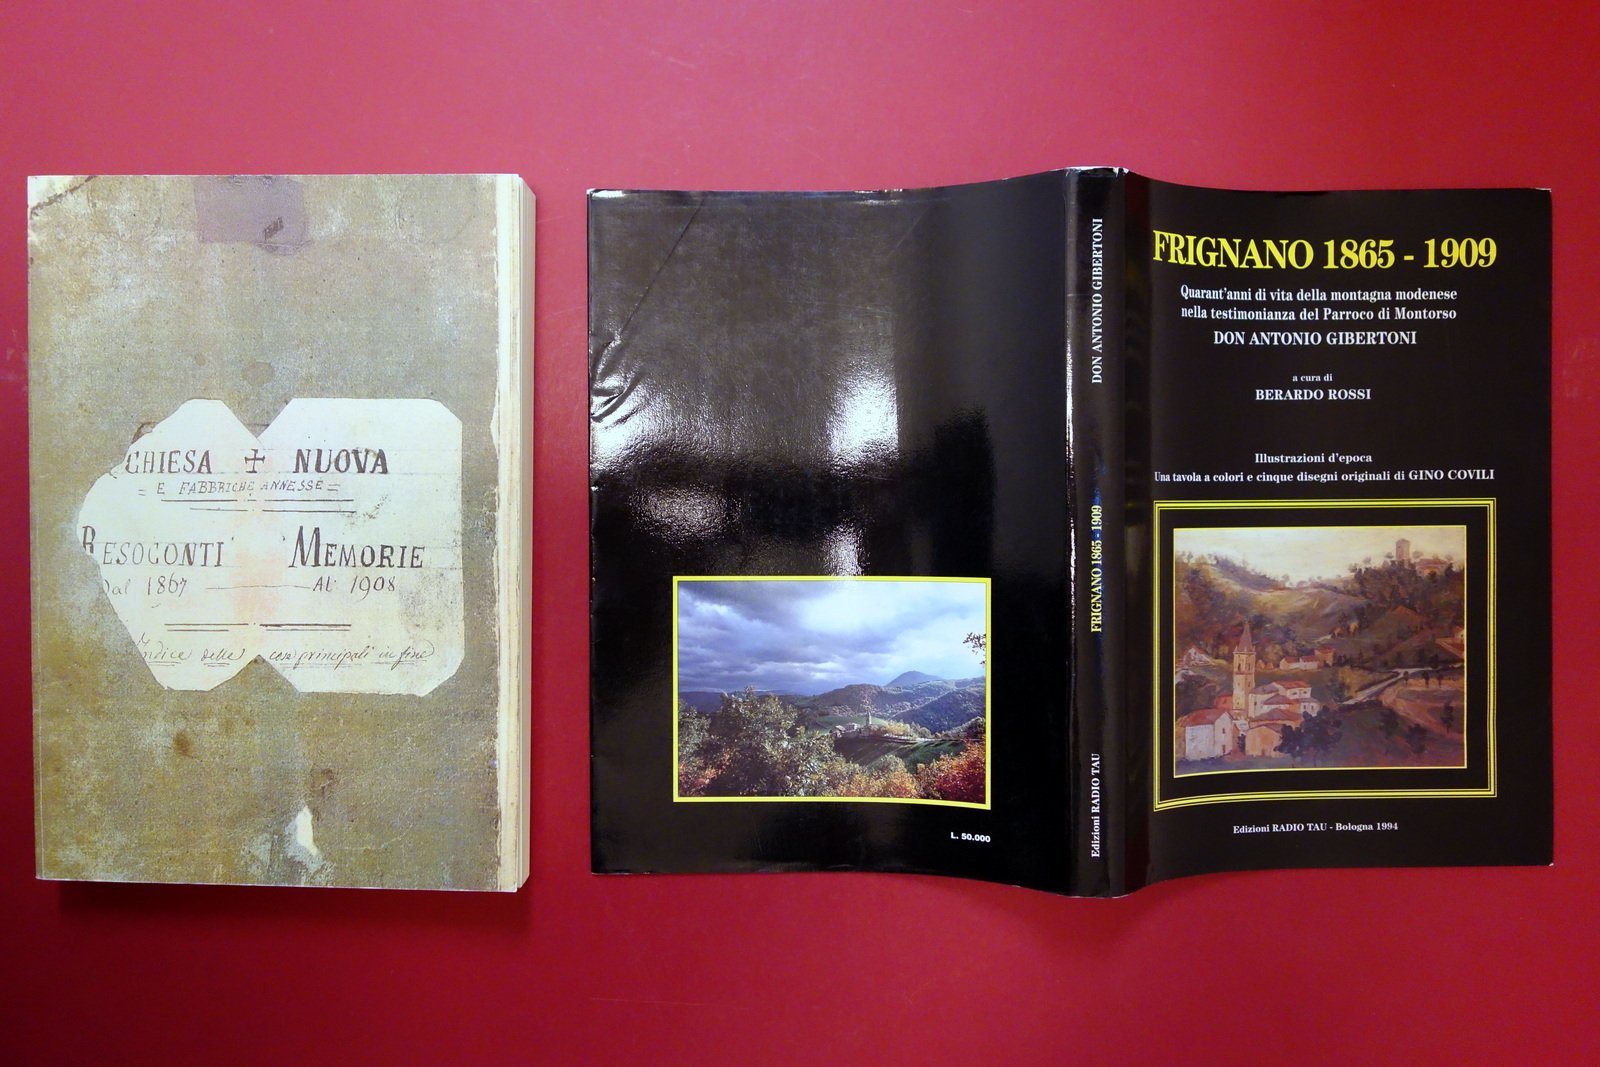 CHIESA + NUOVA
= E FABBRICHE ANNESSE =
RESOCONTI MEMORIE
Dal 1867 — Al 1908
Indice delle cose principali in fine
L. 50.000
DON ANTONIO GIBERTONI
FRIGNANO 1865 - 1909
Edizioni RADIO TAU
FRIGNANO 1865 - 1909
Quarant'anni di vita della montagna modenese
nella testimonianza del Parroco di Montorso
DON ANTONIO GIBERTONI
a cura di
BERARDO ROSSI
Illustrazioni d'epoca
Una tavola a colori e cinque disegni originali di GINO COVILI
Edizioni RADIO TAU - Bologna 1994